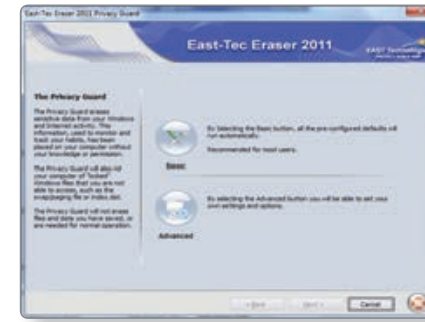 East-Tec Eraser 2011 Privacy Guard
East-Tec Eraser 2011
EAST Technologies
The Privacy Guard
The Privacy Guard erases
sensitive data from your Windows
and Internet activity. This
information, used to monitor and
track your habits, has been
placed on your computer without
your knowledge or permission.
The Privacy Guard will also rid
your computer of "locked"
Windows files that you are not
able to access, such as the
swap/paging file or index.dat.
The Privacy Guard will not erase
files and data you have saved, or
are needed for normal operation.
By selecting the Basic button, all the pre-configured defaults will
run automatically.
Recommended for most users.
Basic
By selecting the Advanced button you will be able to set your
own settings and options.
Advanced
< Back
Next >
Cancel